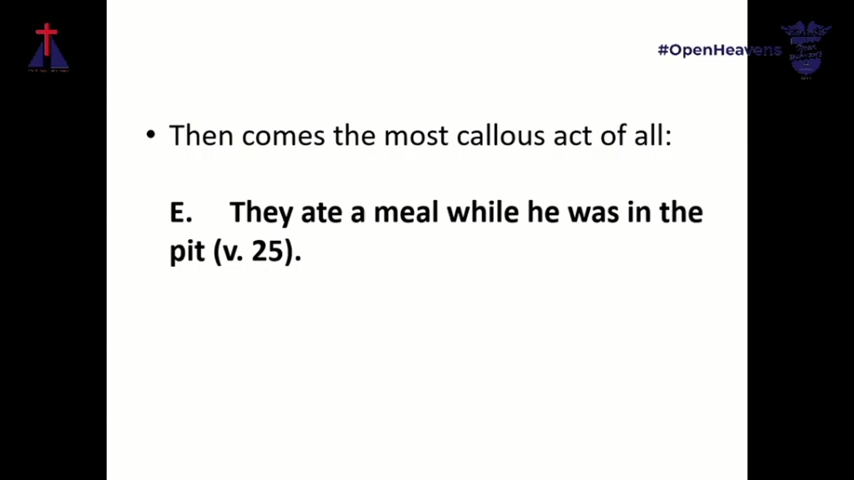 #OpenHeavens
• Then comes the most callous act of all:
E. They ate a meal while he was in the
pit (v. 25).